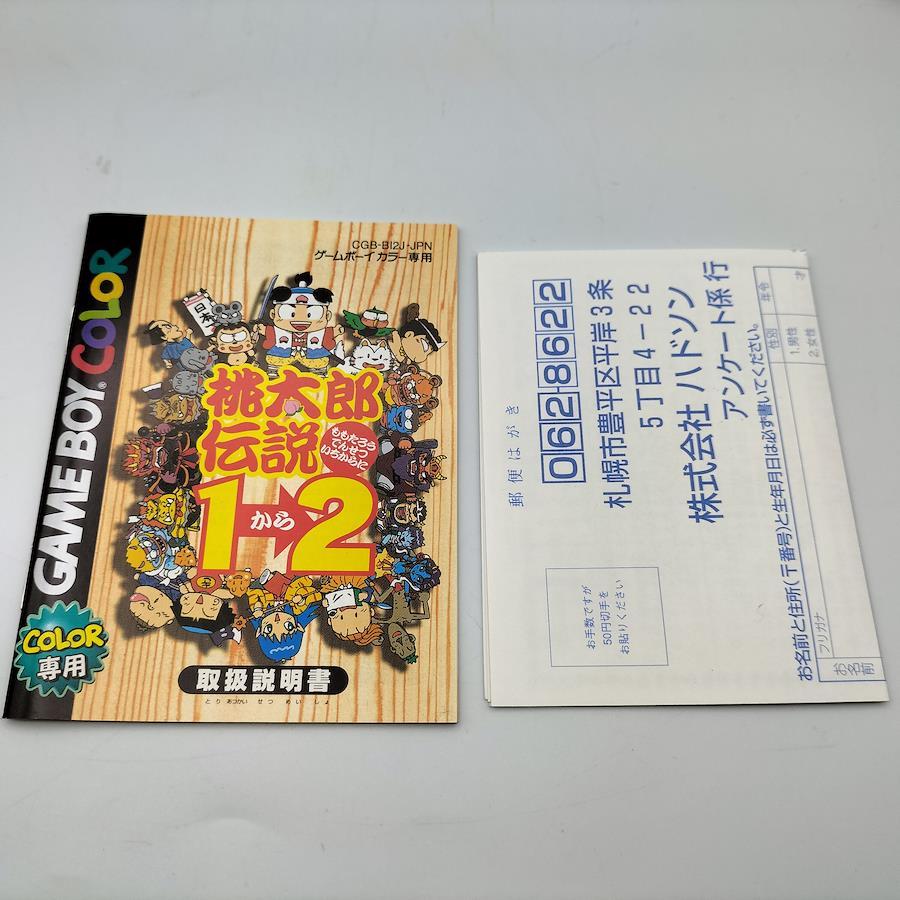 CGB-BI2J-JPN
ゲームボーイ カラー専用
GAME BOY COLOR
日本一
桃太郎
伝説
ももたろう
でんせつ
いちからに
1から2
COLOR
専用
取扱説明書
とり あつかい せつ めい しょ
郵便はがき
0628622
札幌市豊平区平岸3条
5丁目4-22
株式会社ハドソン
アンケート係 行
お手数ですが
50円切手を
お貼りください
お名前と住所(〒番号)と生年月日は必ず書いてください。
フリガナ
お名前
性別
1.男性
2.女性
年令
才